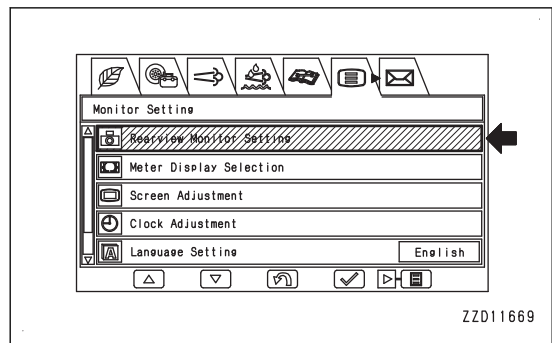 Monitor Setting
Rearview Monitor Setting
Meter Display Selection
Screen Adjustment
Clock Adjustment
A
Language Setting
English
ZZD11669